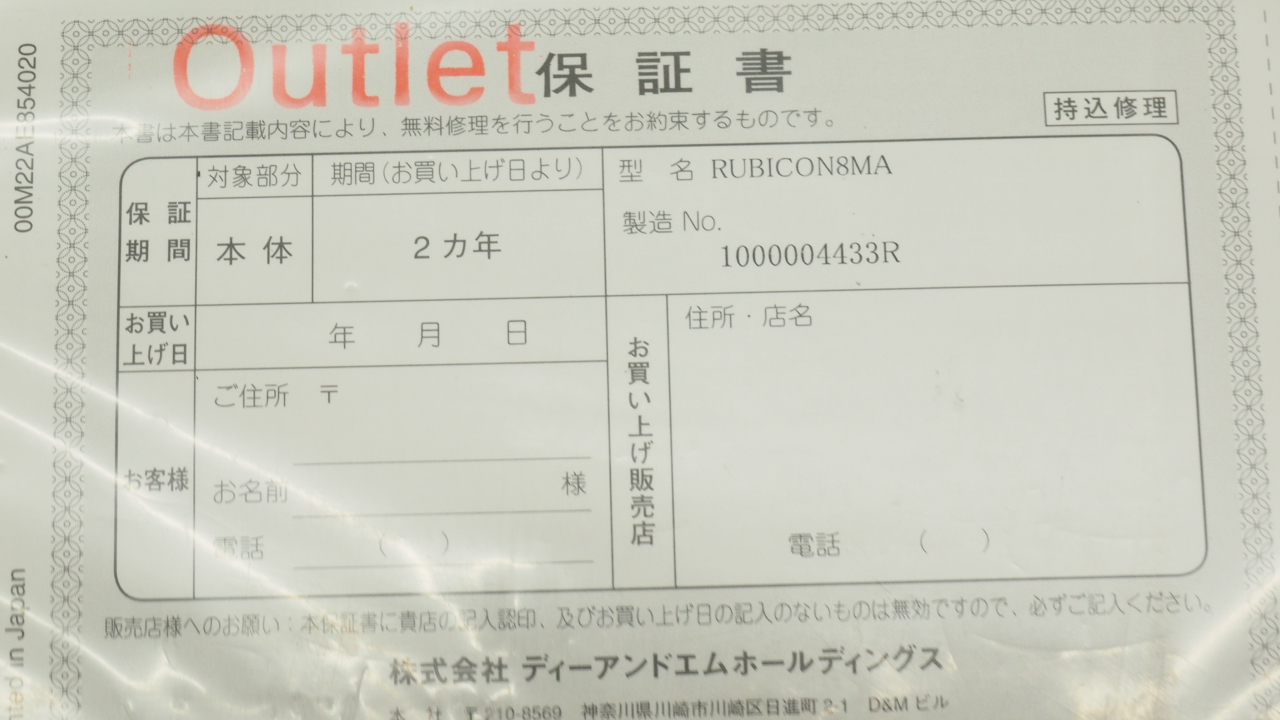 Outlet 保証書
本書は本書記載内容により、無料修理を行うことをお約束するものです。
持込修理
保証期間
対象部分
期間(お買い上げ日より)
本体
2カ年
型名 RUBICON8MA
製造 No.
1000004433R
お買い上げ日
年 月 日
お客様
ご住所 〒
お名前 様
電話 ( )
お買い上げ販売店
住所・店名
電話 ( )
販売店様へのお願い:本保証書に貴店の記入認印、及びお買い上げ日の記入のないものは無効ですので、必ずご記入ください。
株式会社 ディーアンドエムホールディングス
本 社 〒210-8569 神奈川県川崎市川崎区日進町2-1 D&Mビル
in Japan